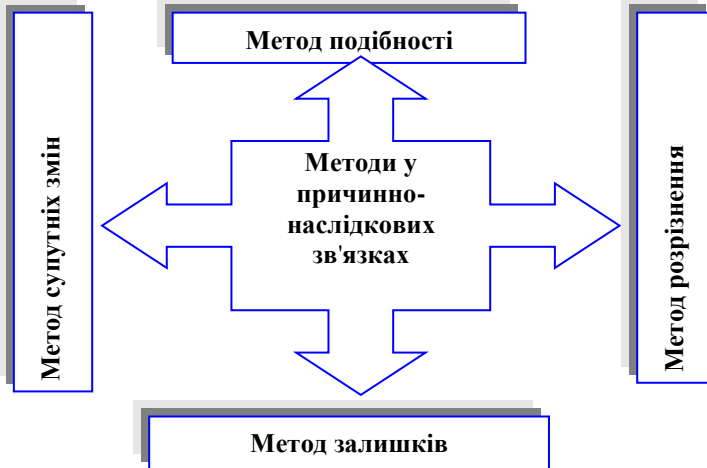 Метод подібності
Метод супутніх змін
Методи у
причинно-
наслідкових
зв'язках
Метод розрізнення
Метод залишків